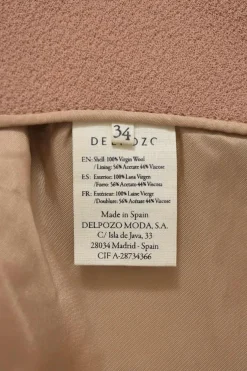 34
DELPOZO
EN: Shell: 100% Virgin Wool
/ Lining: 56% Acetate 44% Viscose
ES: Exterior: 100% Lana Virgen
/ Forro: 56% Acetato 44% Viscosa
FR: Extérieur: 100% Laine Vierge
/ Doublure: 56% Acétate 44% Viscose
Made in Spain
DELPOZO MODA, S.A.
C/ Isla de Java, 33
28034 Madrid - Spain
CIF A-28734366